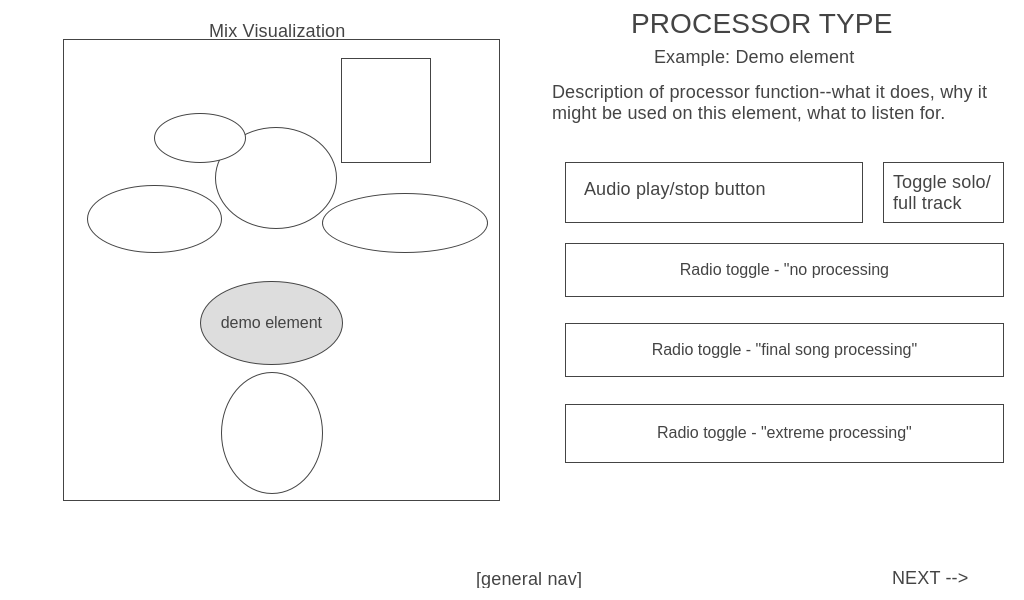 Mix Visualization
demo element
PROCESSOR TYPE
Example: Demo element
Description of processor function--what it does, why it
might be used on this element, what to listen for.
Audio play/stop button
Toggle solo/
full track
Radio toggle - "no processing
Radio toggle - "final song processing"
Radio toggle - "extreme processing"
[general nav]
NEXT -->